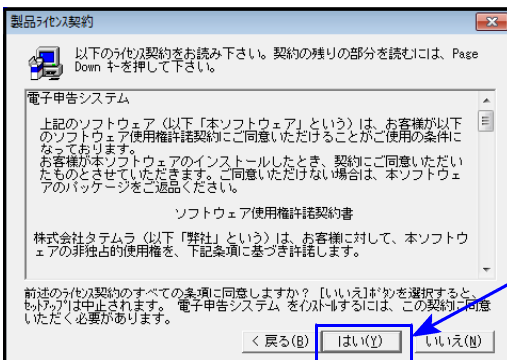 製品ﾗｲｾﾝｽ契約
以下のﾗｲｾﾝｽ契約をお読み下さい。契約の残りの部分を読むには、Page
Down キーを押して下さい。
電子申告システム
上記のソフトウェア（以下「本ソフトウェア」という）は、お客様が以下
のソフトウェア使用権許諾契約にご同意いただけることがご使用の条件に
なっております。
お客様が本ソフトウェアのインストールしたとき、契約にご同意いただい
たものとさせていただきます。ご同意いただけない場合は、本ソフトウェ
アのパッケージをご返品ください。
ソフトウェア使用権許諾契約書
株式会社タテムラ（以下「弊社」という）は、お客様に対して、本ソフトウ
ェアの非独占的使用権を、下記条項に基づき許諾します。
前述のﾗｲｾﾝｽ契約のすべての条項に同意しますか？ [いいえ]ﾎﾞﾀﾝを選択すると、
ｾｯﾄｱｯﾌﾟは中止されます。 電子申告システム をｲﾝｽﾄｰﾙするには、この契約に同意
いただく必要があります。
< 戻る(B) はい(Y) いいえ(N)